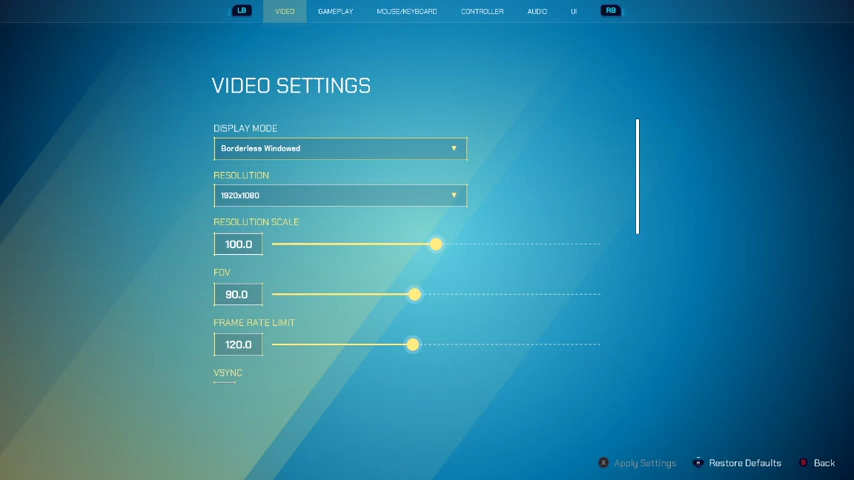 LB VIDEO GAMEPLAY MOUSE/KEYBOARD CONTROLLER AUDIO UI RB
VIDEO SETTINGS
DISPLAY MODE
Borderless Windowed
RESOLUTION
1920x1080
RESOLUTION SCALE
100.0
FOV
90.0
FRAME RATE LIMIT
120.0
VSYNC
X Apply Settings Restore Defaults Back